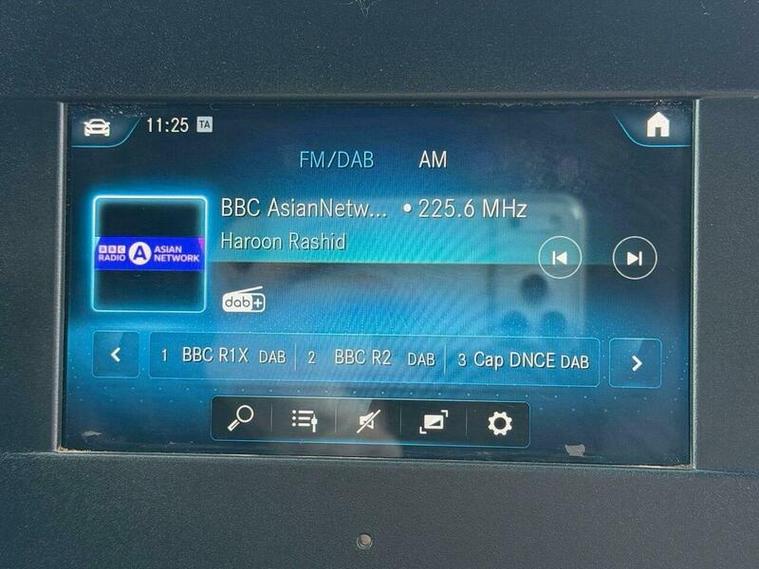 11:25 TA
FM/DAB AM
BBC AsianNetw... • 225.6 MHz
Haroon Rashid
BBC RADIO A ASIAN NETWORK
dab+
1 BBC R1X DAB 2 BBC R2 DAB 3 Cap DNCE DAB